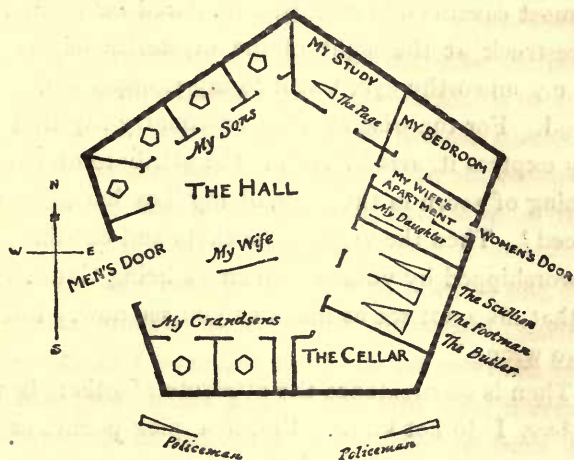 MY STUDY
The Page
MY BEDROOM
My Sons
N
THE HALL
MY WIFE'S
APARTMENT
My Daughter
WOMEN'S DOOR
W
E
MEN'S DOOR
My Wife
S
The Scullion
The Footman
The Butler
My Grandsons
THE CELLAR
Policeman
Policeman